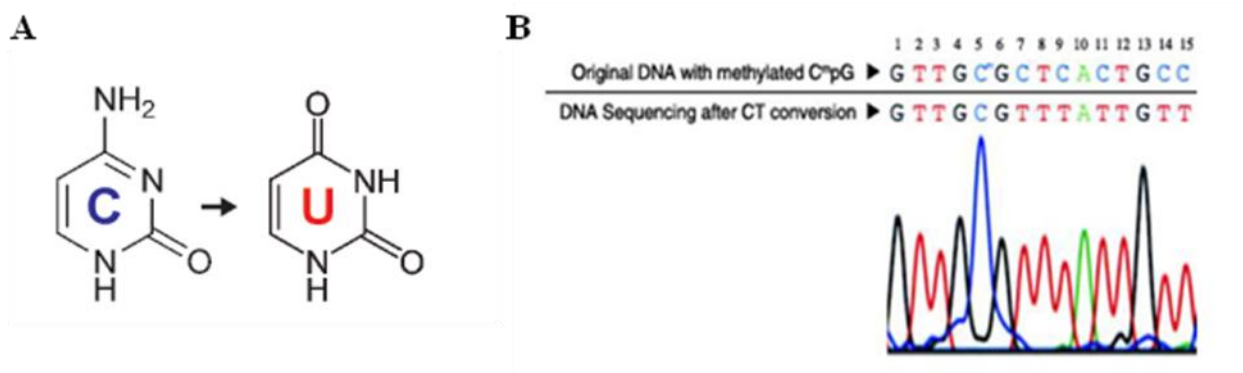 A
NH₂
N
C
N
H
O
O
NH
U
N
H
O
B
1 2 3 4 5 6 7 8 9 10 11 12 13 14 15
Original DNA with methylated CᵐpG ► G T T G Cᵐ G C T C A C T G C C
DNA Sequencing after CT conversion ► G T T G C G T T T A T T G T T